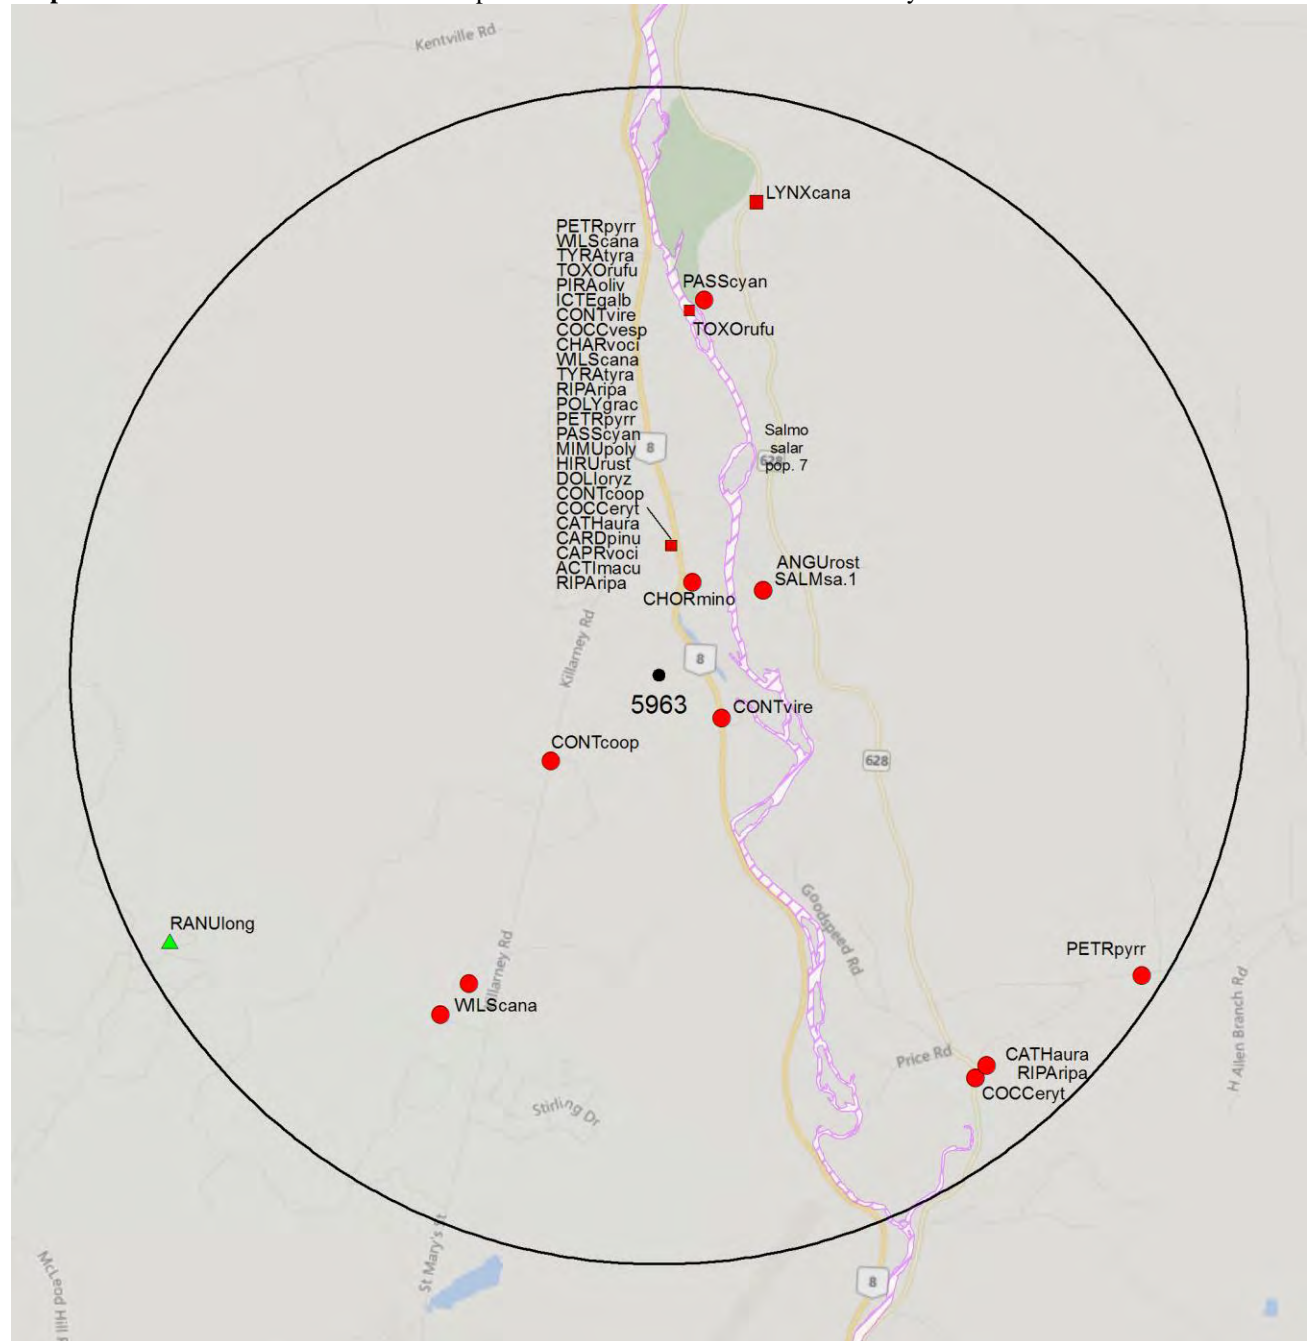 Kentville Rd
LYNXcana
PETRpyrr
WILScana
TYRAtyra
TOXOrufu
PIRAoliv
ICTEgalb
CONTvire
COCCvesp
CHARvoci
WILScana
TYRAtyra
RIPAripa
POLYgrac
PETRpyrr
PASScyan
MIMUpoly
HIRUrust
DOLIoryz
CONTcoop
COCCeryt
CATHaura
CARDpinu
CAPRvoci
ACTImacu
RIPAripa
PASScyan
TOXOrufu
8
Salmo
salar
pop. 7
628
ANGUrost
SALMsa.1
CHORmino
Killarney Rd
8
5963
CONTvire
CONTcoop
628
Goodspeed Rd
RANUlong
PETRpyrr
Killarney Rd
WILScana
H Allen Branch Rd
Price Rd
CATHaura
RIPAripa
COCCeryt
Stirling Dr
St Mary's St
8